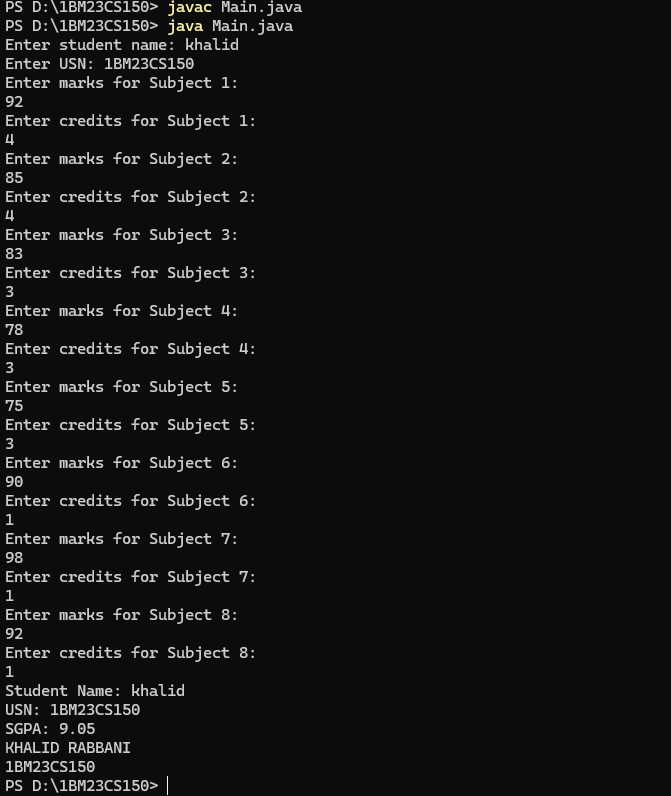 PS D:\1BM23CS150> javac Main.java
PS D:\1BM23CS150> java Main.java
Enter student name: khalid
Enter USN: 1BM23CS150
Enter marks for Subject 1:
92
Enter credits for Subject 1:
4
Enter marks for Subject 2:
85
Enter credits for Subject 2:
4
Enter marks for Subject 3:
83
Enter credits for Subject 3:
3
Enter marks for Subject 4:
78
Enter credits for Subject 4:
3
Enter marks for Subject 5:
75
Enter credits for Subject 5:
3
Enter marks for Subject 6:
90
Enter credits for Subject 6:
1
Enter marks for Subject 7:
98
Enter credits for Subject 7:
1
Enter marks for Subject 8:
92
Enter credits for Subject 8:
1
Student Name: khalid
USN: 1BM23CS150
SGPA: 9.05
KHALID RABBANI
1BM23CS150
PS D:\1BM23CS150>